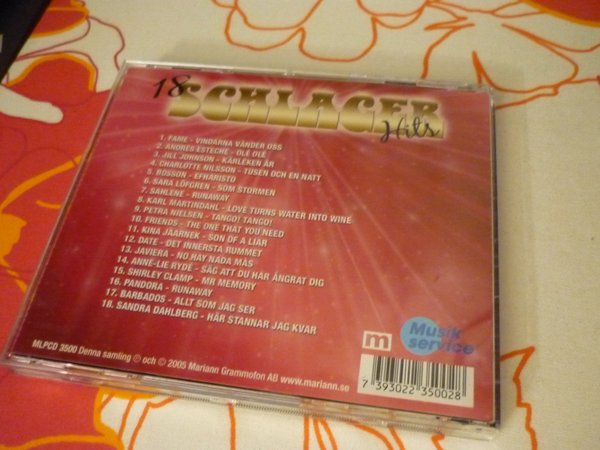 18 SCHLAGER
Hits
1. FAME - VINDARNA VÄNDER OSS
2. ANDRES ESTECHE - OLÉ OLÉ
3. JILL JOHNSON - KÄRLEKEN ÄR
4. CHARLOTTE NILSSON - TUSEN OCH EN NATT
5. BOSSON - EFHARISTO
6. SARA LÖFGREN - SOM STORMEN
7. SAHLENE - RUNAWAY
8. KARL MARTINDAHL - LOVE TURNS WATER INTO WINE
9. PETRA NIELSEN - TANGO! TANGO!
10. FRIENDS - THE ONE THAT YOU NEED
11. KINA JAARNEK - SON OF A LIAR
12. DATE - DET INNERSTA RUMMET
13. JAVIERA - NO HAY NADA MÁS
14. ANNE-LIE RYDÉ - SÄG ATT DU HAR ÅNGRAT DIG
15. SHIRLEY CLAMP - MR MEMORY
16. PANDORA - RUNAWAY
17. BARBADOS - ALLT SOM JAG SER
18. SANDRA DAHLBERG - HÄR STANNAR JAG KVAR
m
Musik
service
MLPCD 3500 Denna samling ℗ och © 2005 Mariann Grammofon AB www.mariann.se
7 393022 350028